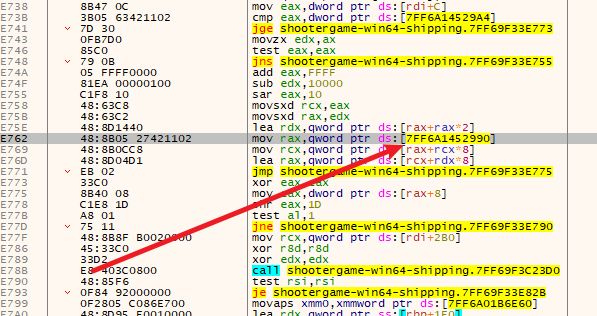 E738 8B47 0C mov eax,dword ptr ds:[rdi+C]
E73B 3B05 63421102 cmp eax,dword ptr ds:[7FF6A14529A4]
E741 7D 30 jge shootergame-win64-shipping.7FF69F33E773
E743 0FB7D0 movzx edx,ax
E746 85C0 test eax,eax
E748 79 0B jns shootergame-win64-shipping.7FF69F33E755
E74A 05 FFFF0000 add eax,FFFF
E74F 81EA 00000100 sub edx,10000
E755 C1F8 10 sar eax,10
E758 48:63C8 movsxd rcx,eax
E75B 48:63C2 movsxd rax,edx
E75E 48:8D1440 lea rdx,qword ptr ds:[rax+rax*2]
E762 48:8B05 27421102 mov rax,qword ptr ds:[7FF6A1452990]
E769 48:8B0CC8 mov rcx,qword ptr ds:[rax+rcx*8]
E76D 48:8D04D1 lea rax,qword ptr ds:[rcx+rdx*8]
E771 EB 02 jmp shootergame-win64-shipping.7FF69F33E775
E773 33C0 xor eax,eax
E775 8B40 08 mov eax,dword ptr ds:[rax+8]
E778 C1E8 1D eax,1D
E77B A8 01 test al,1
E77D 75 11 jne shootergame-win64-shipping.7FF69F33E790
E77F 48:8B8F B0020000 mov rcx,qword ptr ds:[rdi+2B0]
E786 45:33C0 xor r8d,r8d
E789 33D2 xor edx,edx
E78B 403C0800 call shootergame-win64-shipping.7FF69F3C23D0
E790 48:85F6 test rsi,rsi
E793 0F84 92000000 je shootergame-win64-shipping.7FF69F33E82B
E799 0F2805 C086E700 movaps xmm0,xmmword ptr ds:[7FF6A01B6E60]
E7A0 48:8D95 F0010000 lea rdx,qword ptr ss:[rbp+1F0]